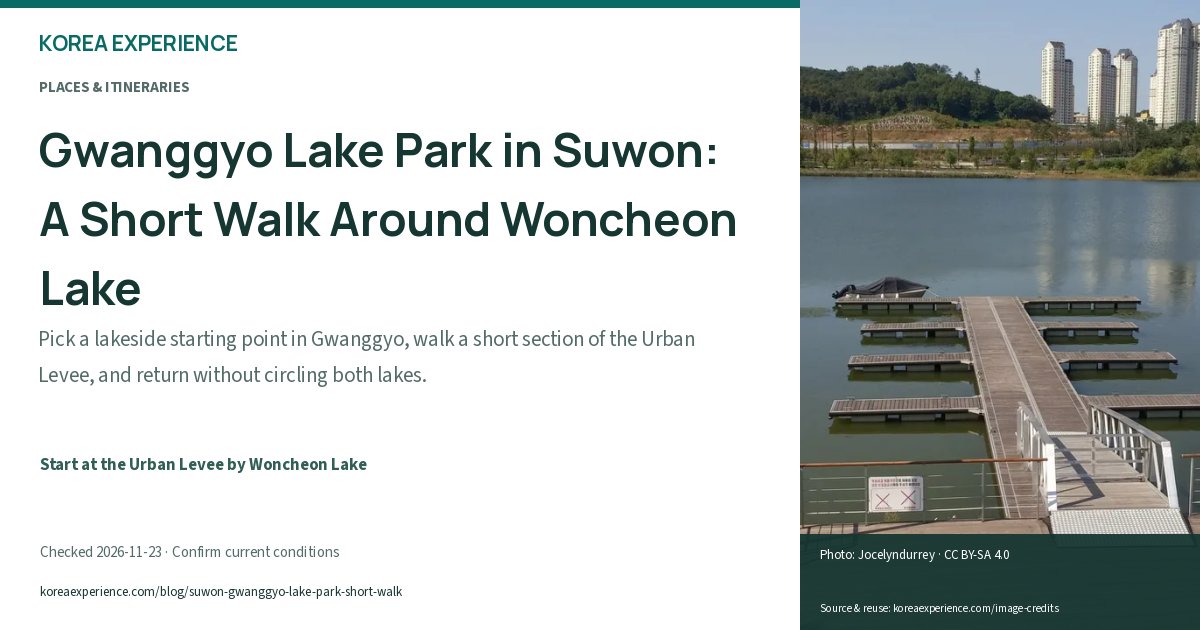 KOREA EXPERIENCE
PLACES & ITINERARIES
Gwanggyo Lake Park in Suwon:
A Short Walk Around Woncheon
Lake
Pick a lakeside starting point in Gwanggyo, walk a short section of the Urban
Levee, and return without circling both lakes.
Start at the Urban Levee by Woncheon Lake
Checked 2026-11-23 · Confirm current conditions
koreaexperience.com/blog/suwon-gwanggyo-lake-park-short-walk
Photo: Jocelyndurrey · CC BY-SA 4.0
Source & reuse: koreaexperience.com/image-credits